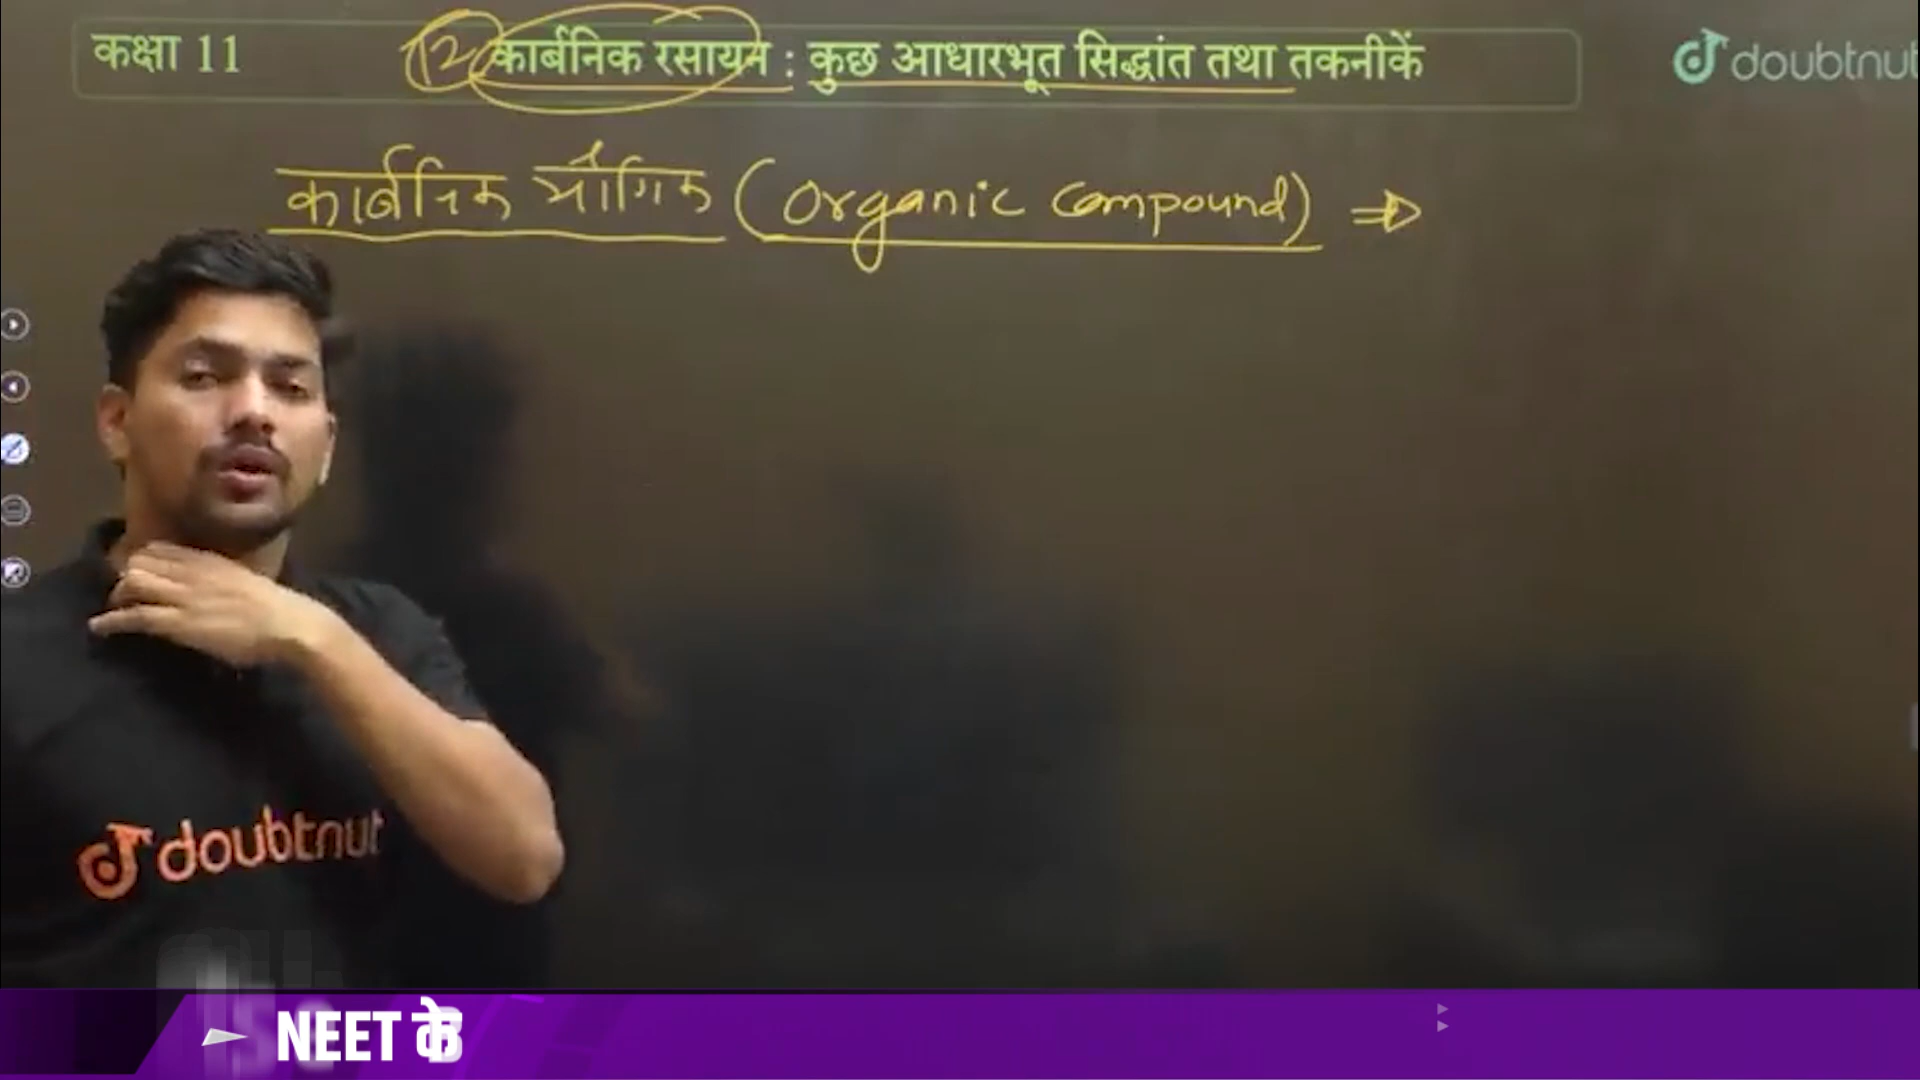 कक्षा 11
12 कार्बनिक रसायन : कुछ आधारभूत सिद्धांत तथा तकनीकें
doubtnut
कार्बनिक यौगिक (Organic Compound) ⇒
doubtnut
NEET के